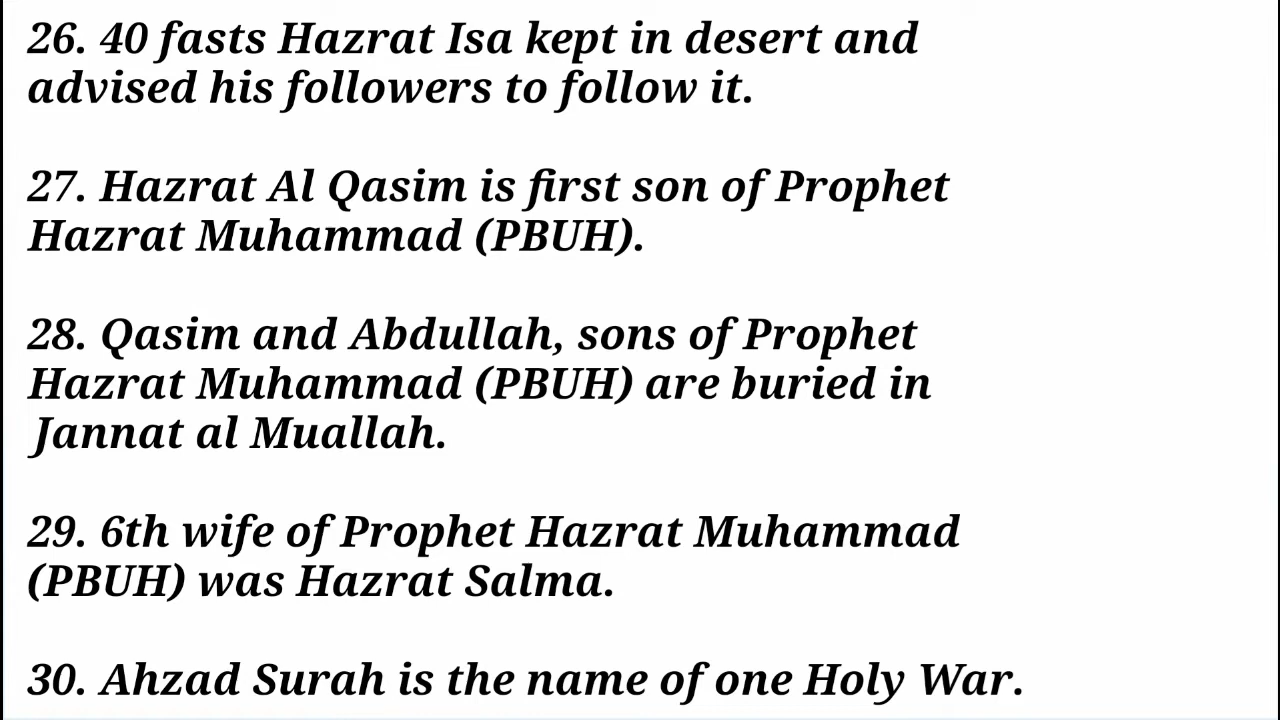 26. 40 fasts Hazrat Isa kept in desert and
advised his followers to follow it.
27. Hazrat Al Qasim is first son of Prophet
Hazrat Muhammad (PBUH).
28. Qasim and Abdullah, sons of Prophet
Hazrat Muhammad (PBUH) are buried in
Jannat al Muallah.
29. 6th wife of Prophet Hazrat Muhammad
(PBUH) was Hazrat Salma.
30. Ahzad Surah is the name of one Holy War.